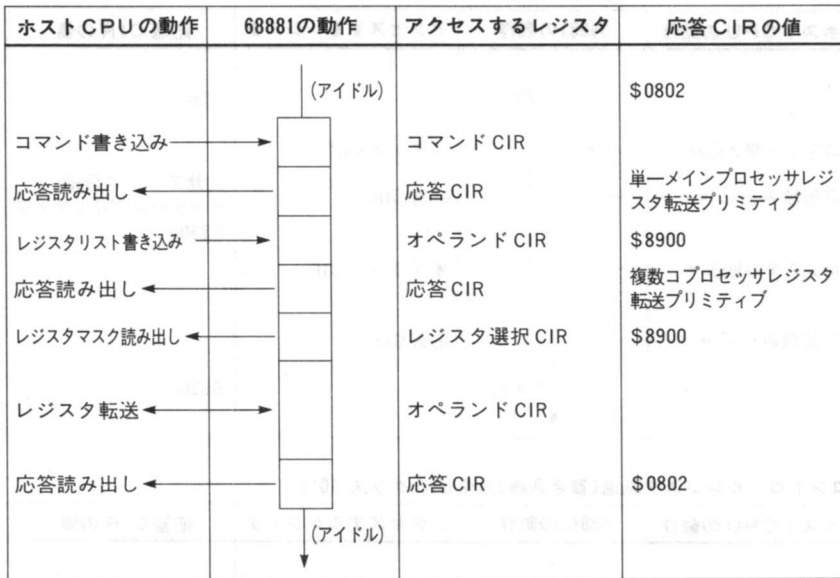 ホストCPUの動作 68881の動作 アクセスするレジスタ 応答CIRの値
(アイドル) $0802
コマンド書き込み コマンドCIR
応答読み出し 応答CIR 単一メインプロセッサレジ
スタ転送プリミティブ
レジスタリスト書き込み オペランドCIR $8900
応答読み出し 応答CIR 複数コプロセッサレジスタ
転送プリミティブ
レジスタマスク読み出し レジスタ選択CIR $8900
レジスタ転送 オペランドCIR
応答読み出し 応答CIR $0802
(アイドル)